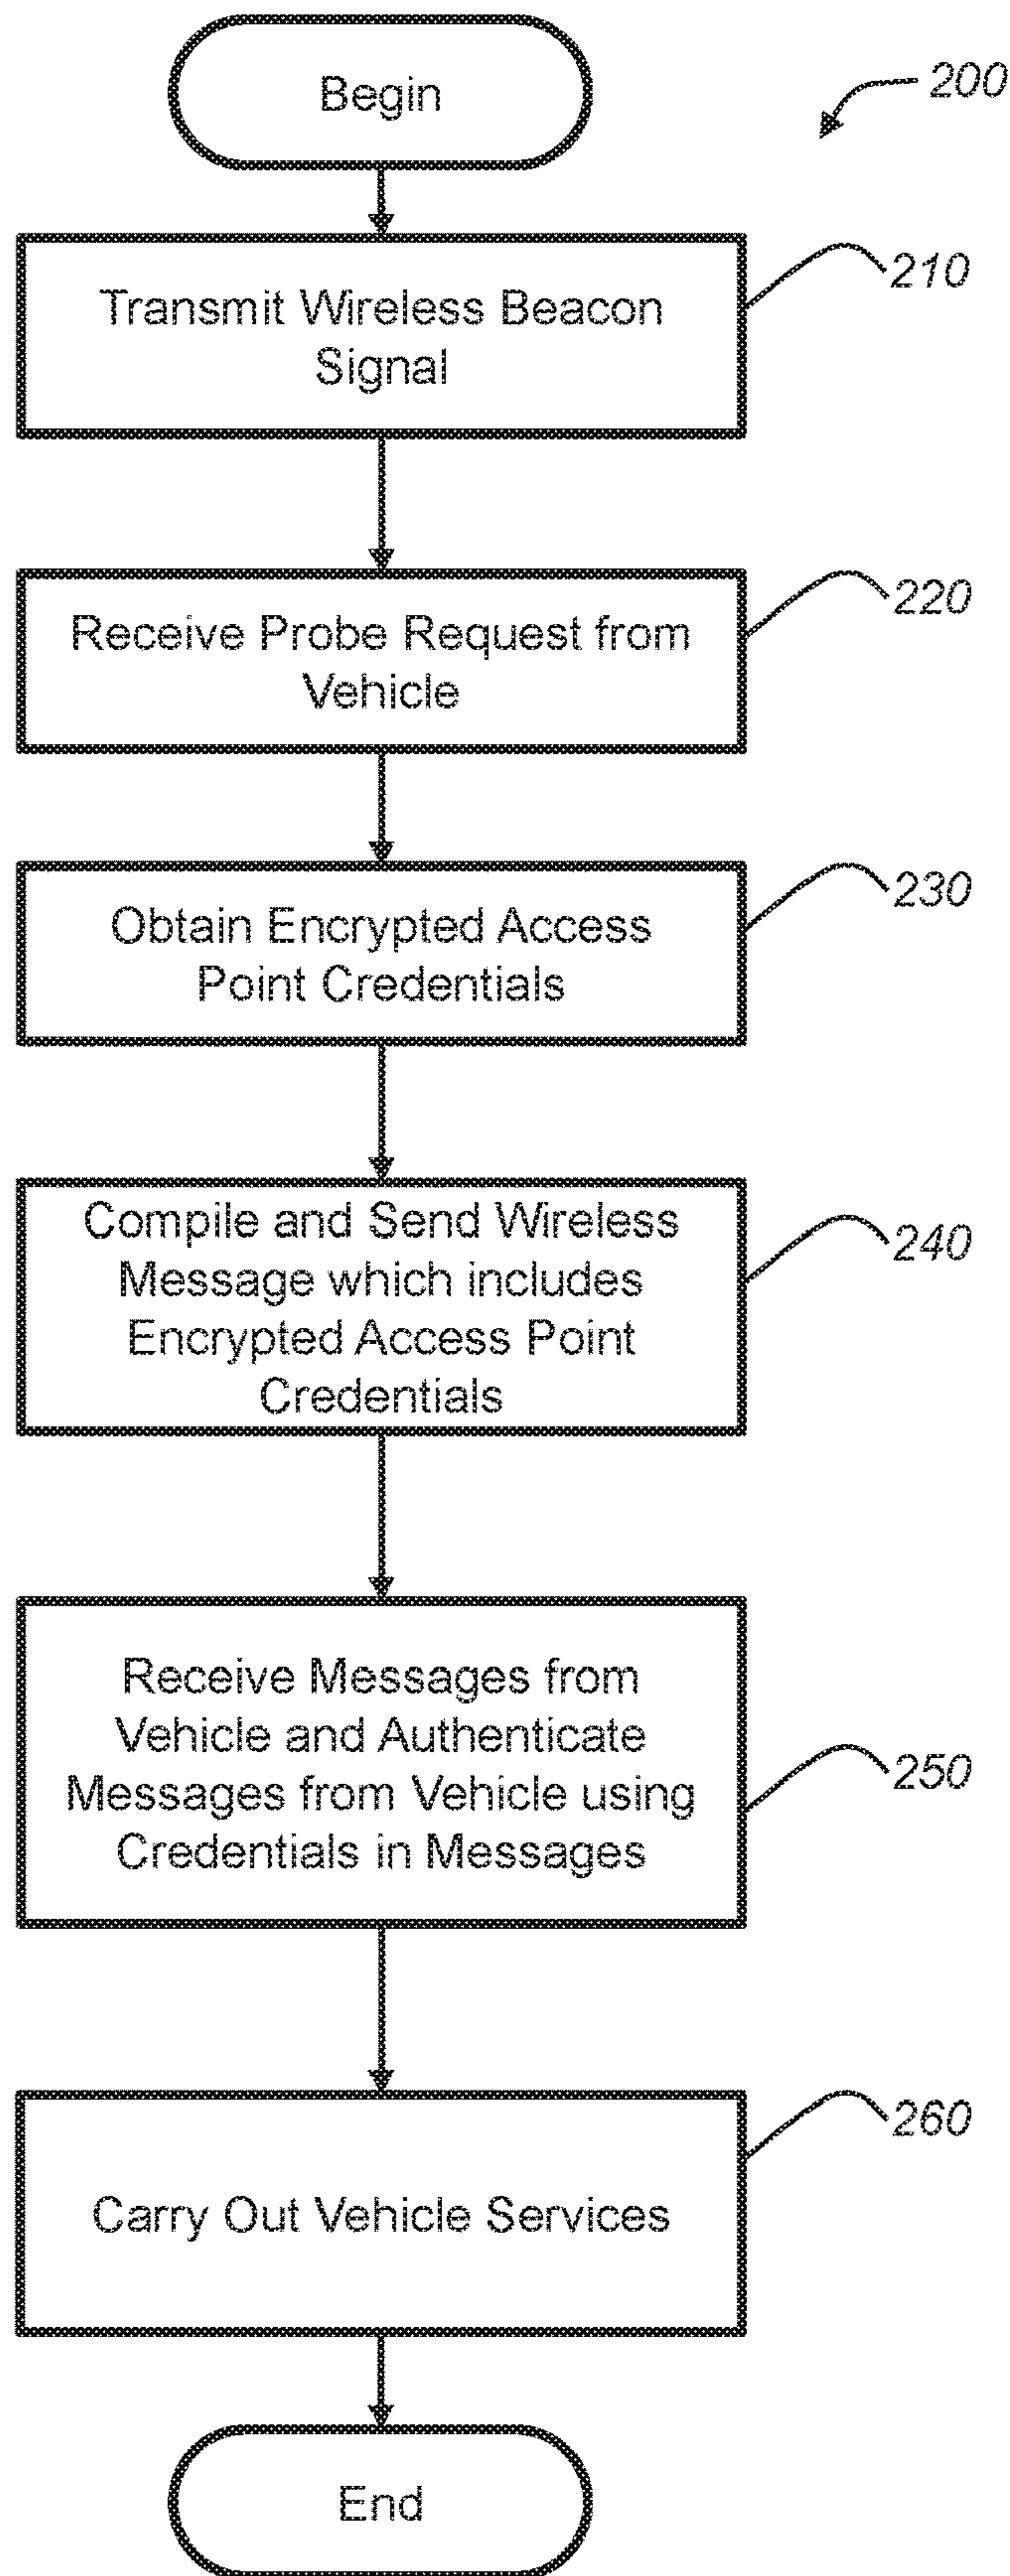 Begin
200
Transmit Wireless Beacon
Signal
210
Receive Probe Request from
Vehicle
220
Obtain Encrypted Access
Point Credentials
230
Compile and Send Wireless
Message which includes
Encrypted Access Point
Credentials
240
Receive Messages from
Vehicle and Authenticate
Messages from Vehicle using
Credentials in Messages
250
Carry Out Vehicle Services
260
End